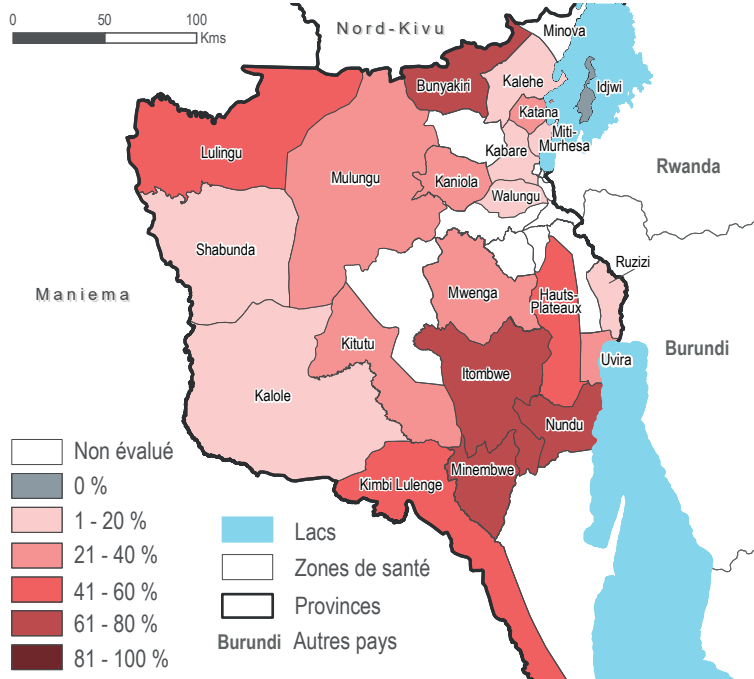 0 50 100
Kms
Nord-Kivu
Minova
Bunyakiri
Kalehe
Idjwi
Katana
Miti-
Murhesa
Lulingu
Kabare
Mulungu
Kaniola
Walungu
Rwanda
Shabunda
Ruzizi
Maniema
Mwenga
Hauts-
Plateaux
Kitutu
Uvira
Burundi
Itombwe
Kalole
Nundu
Minembwe
Kimbi Lulenge
Non évalué
0 %
1 - 20 %
21 - 40 %
41 - 60 %
61 - 80 %
81 - 100 %
Lacs
Zones de santé
Provinces
Burundi Autres pays